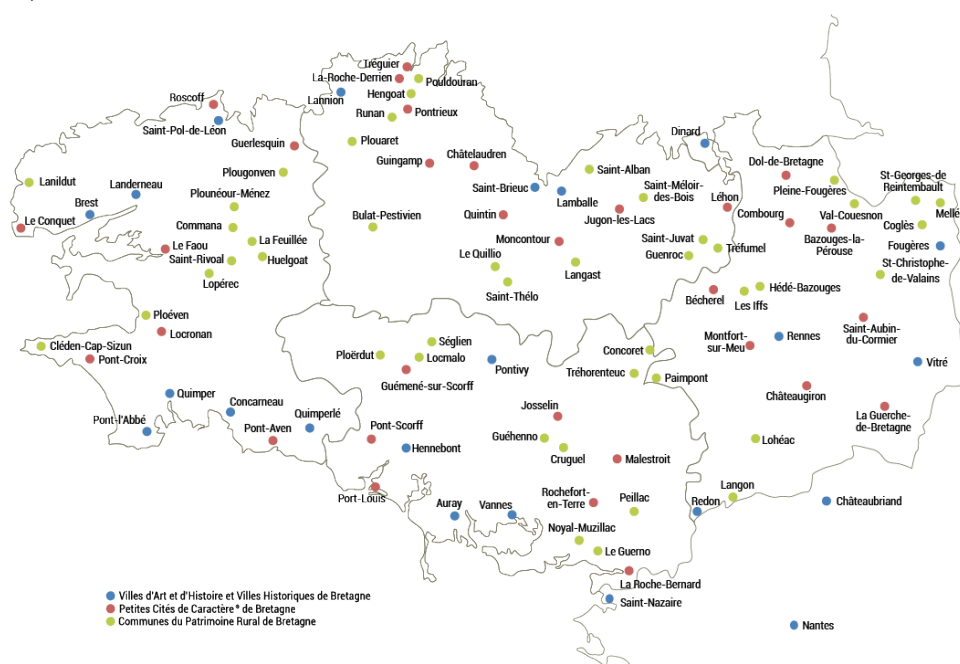 Tréguier
La-Roche-Derrien
Pouldouran
Hengoat
Lannion
Runan
Pontrieux
Roscoff
Saint-Pol-de-Léon
Guerlesquin
Plouaret
Guingamp
Châtelaudren
Dinard
Dol-de-Bretagne
Pleine-Fougères
St-Georges-de
Reintembault
Mellé
Lanildut
Landerneau
Plougonven
Saint-Brieuc
Lamballe
Saint-Alban
Saint-Méloir-
des-Bois
Léhon
Combourg
Val-Couesnon
Coglès
Brest
Plounéour-Ménez
Le Conquet
Commana
Bulat-Pestivien
Quintin
Jugon-les-Lacs
Bazouges-la-
Pérouse
Fougères
Le Faou
La Feuillée
Saint-Rivoal
Huelgoat
Moncontour
Saint-Juvat
Tréfumel
Guenroc
St-Christophe-
de-Valains
Lopérec
Le Quillio
Langast
Saint-Thélo
Bécherel
Les Iffs
Hédé-Bazouges
Ploéven
Locronan
Saint-Aubin-
du-Cormier
Cléden-Cap-Sizun
Pont-Croix
Ploërdut
Séglien
Locmalo
Guémené-sur-Scorff
Pontivy
Concoret
Tréhorenteuc
Paimpont
Montfort-
sur-Meu
Rennes
Vitré
Châteaugiron
Quimper
Concarneau
Pont-l'Abbé
Pont-Aven
Quimperlé
Pont-Scorff
Hennebont
Josselin
Guéhenno
Cruguel
Malestroit
La Guerche-
de-Bretagne
Lohéac
Port-Louis
Auray
Vannes
Rochefort-
en-Terre
Peillac
Redon
Langon
Châteaubriand
Noyal-Muzillac
Le Guerno
La Roche-Bernard
Saint-Nazaire
Nantes
Villes d'Art et d'Histoire et Villes Historiques de Bretagne
Petites Cités de Caractère® de Bretagne
Communes du Patrimoine Rural de Bretagne